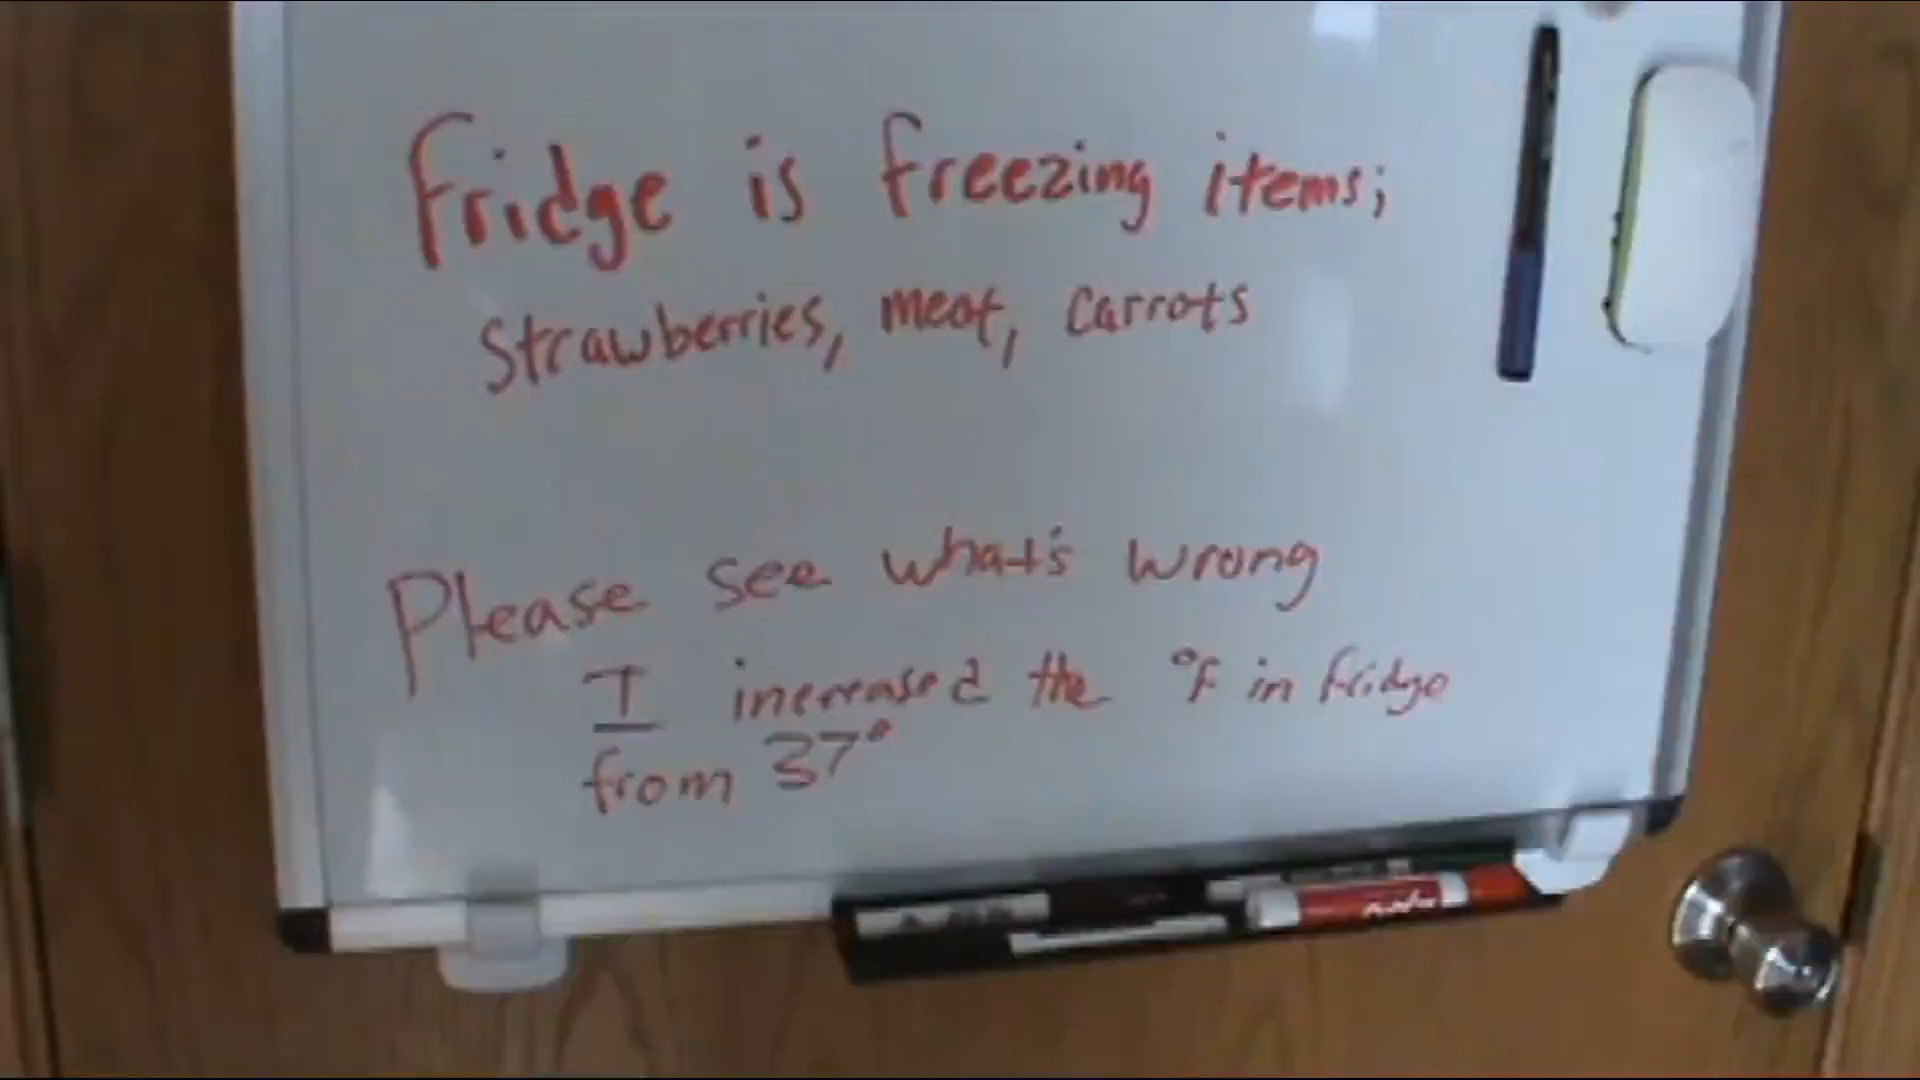 Fridge is freezing items;
Strawberries, meat, carrots
Please see what's wrong
I increased the °F in fridge
from 37°